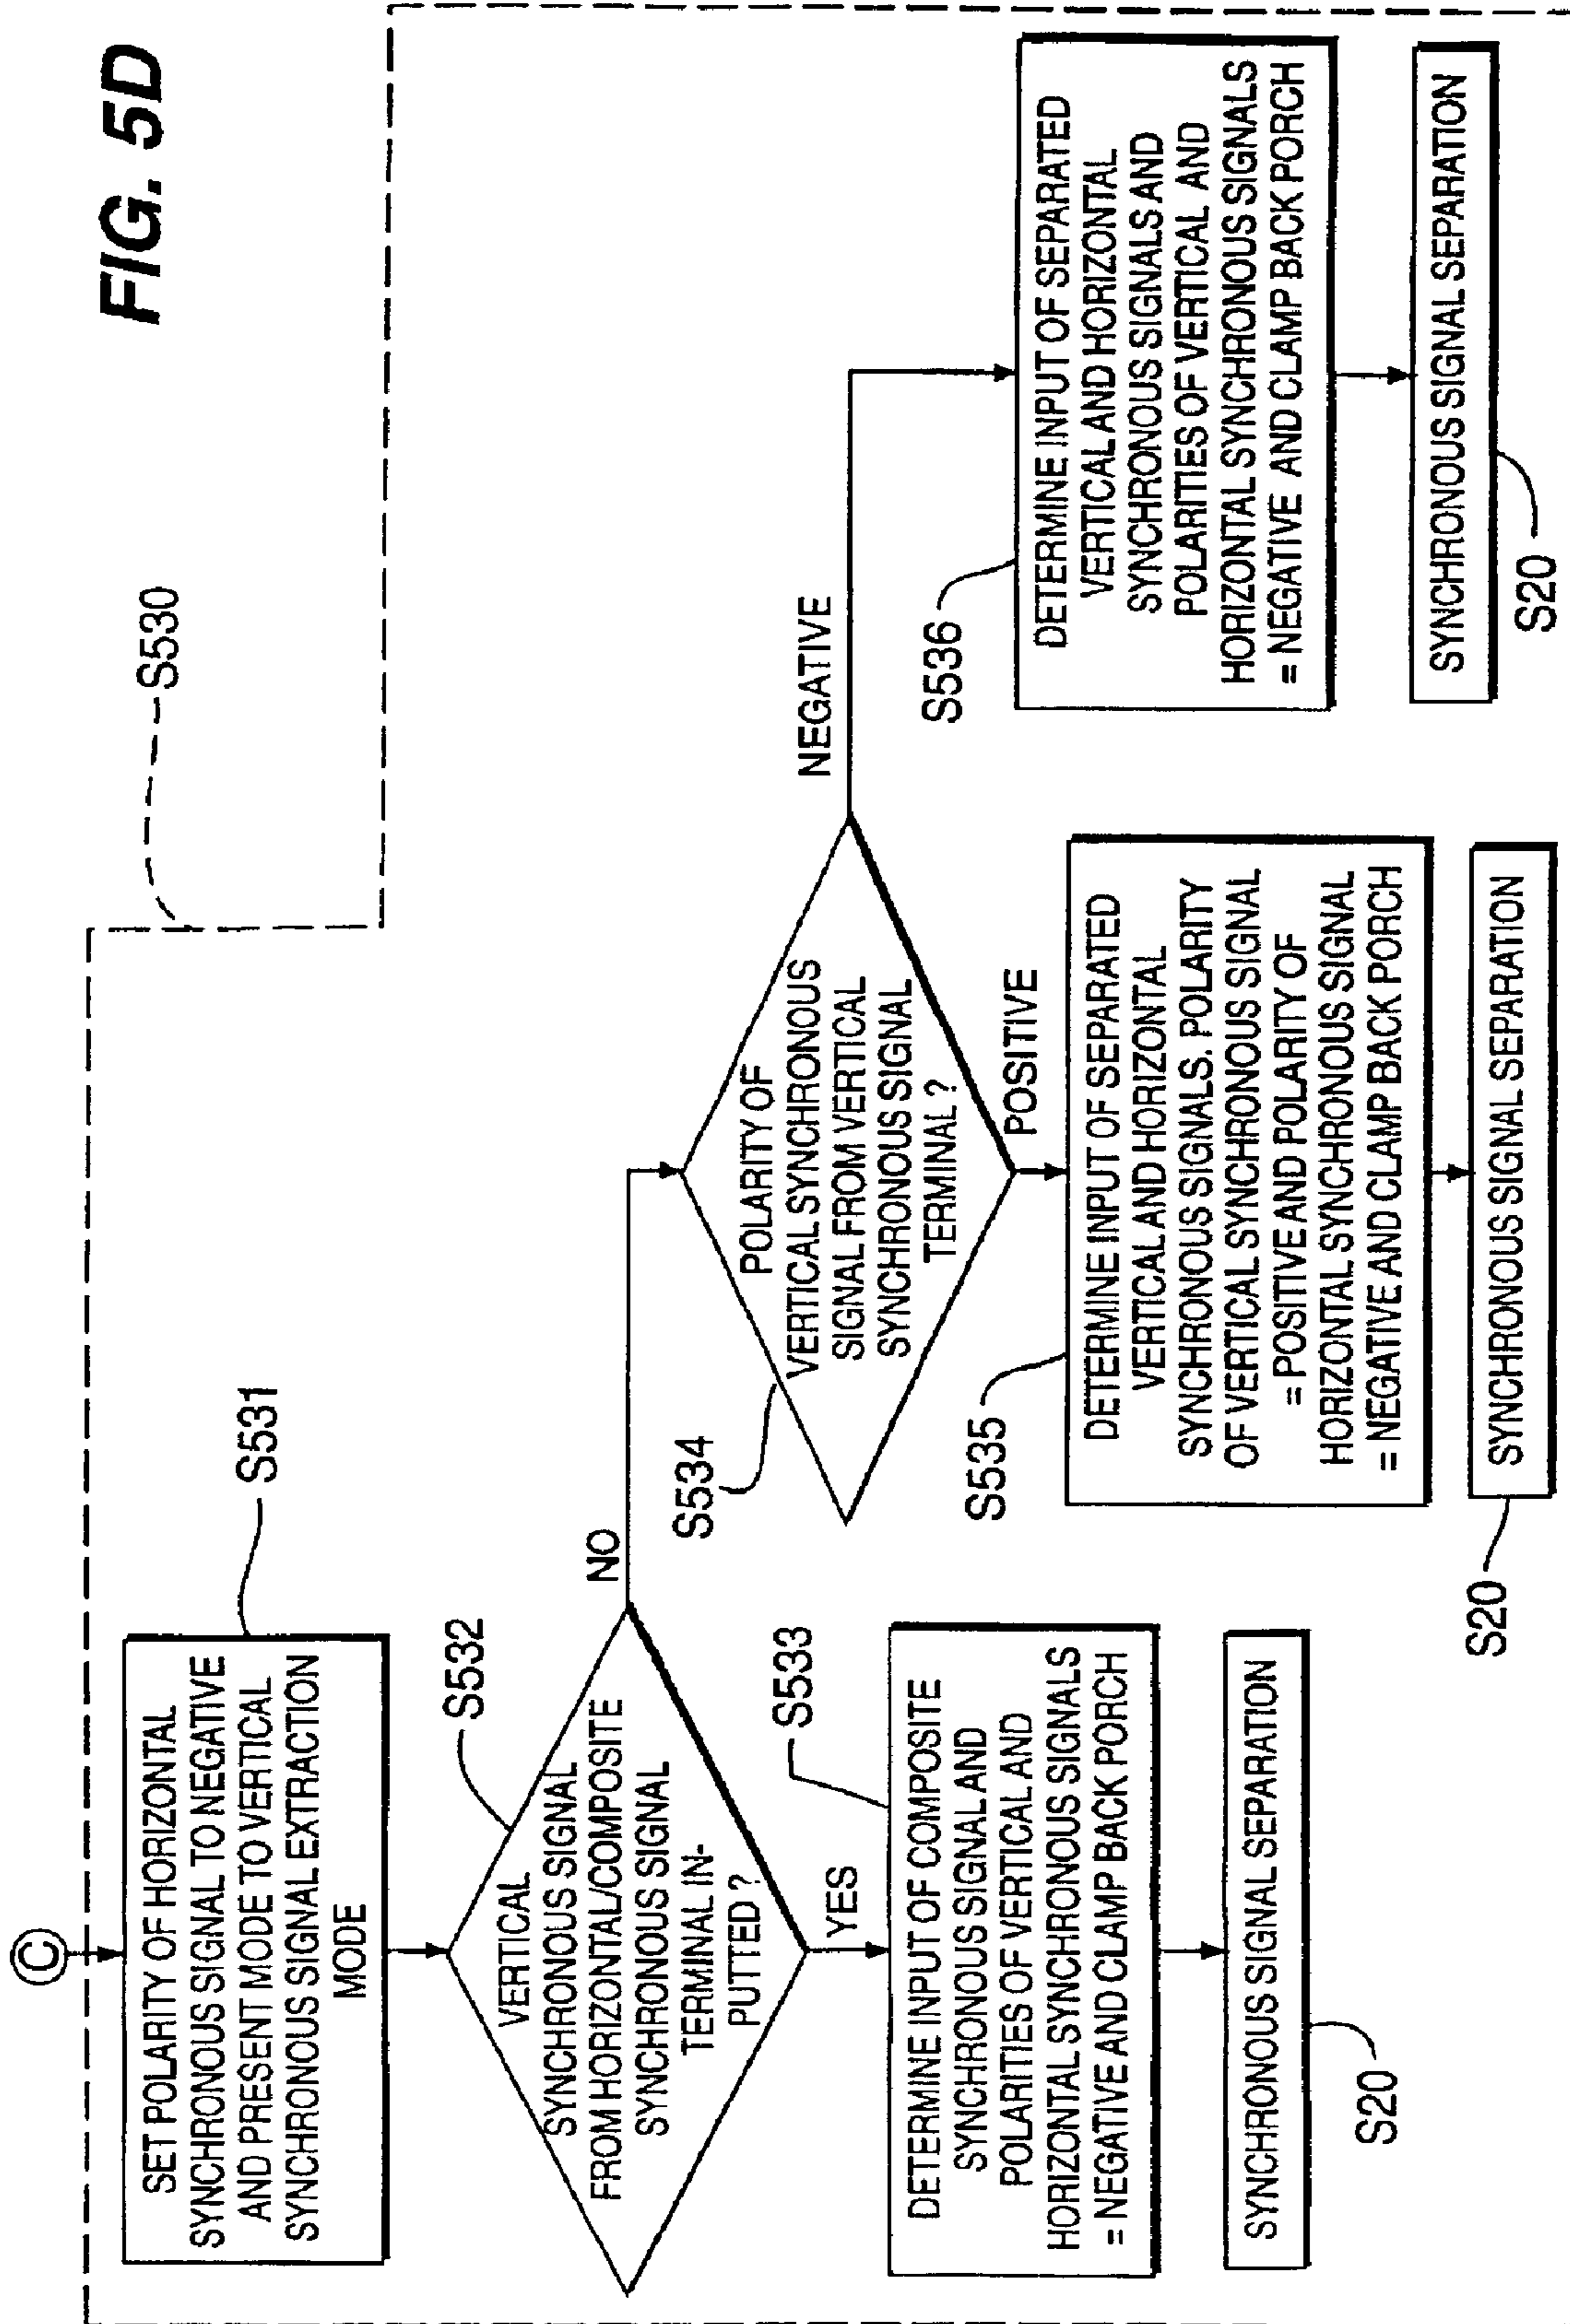 FIG. 5D
S530
C
SET POLARITY OF HORIZONTAL
SYNCHRONOUS SIGNAL TO NEGATIVE
AND PRESENT MODE TO VERTICAL
SYNCHRONOUS SIGNAL EXTRACTION
MODE
S531
VERTICAL
SYNCHRONOUS SIGNAL
FROM HORIZONTAL/COMPOSITE
SYNCHRONOUS SIGNAL
TERMINAL IN-
PUTTED ?
S532
NO
YES
DETERMINE INPUT OF COMPOSITE
SYNCHRONOUS SIGNAL AND
POLARITIES OF VERTICAL AND
HORIZONTAL SYNCHRONOUS SIGNALS
= NEGATIVE AND CLAMP BACK PORCH
S533
SYNCHRONOUS SIGNAL SEPARATION
S20
POLARITY OF
VERTICAL SYNCHRONOUS
SIGNAL FROM VERTICAL
SYNCHRONOUS SIGNAL
TERMINAL ?
S534
NEGATIVE
POSITIVE
S535
DETERMINE INPUT OF SEPARATED
VERTICAL AND HORIZONTAL
SYNCHRONOUS SIGNALS. POLARITY
OF VERTICAL SYNCHRONOUS SIGNAL
= POSITIVE AND POLARITY OF
HORIZONTAL SYNCHRONOUS SIGNAL
= NEGATIVE AND CLAMP BACK PORCH
SYNCHRONOUS SIGNAL SEPARATION
S20
S536
DETERMINE INPUT OF SEPARATED
VERTICAL AND HORIZONTAL
SYNCHRONOUS SIGNALS AND
POLARITIES OF VERTICAL AND
HORIZONTAL SYNCHRONOUS SIGNALS
= NEGATIVE AND CLAMP BACK PORCH
SYNCHRONOUS SIGNAL SEPARATION
S20